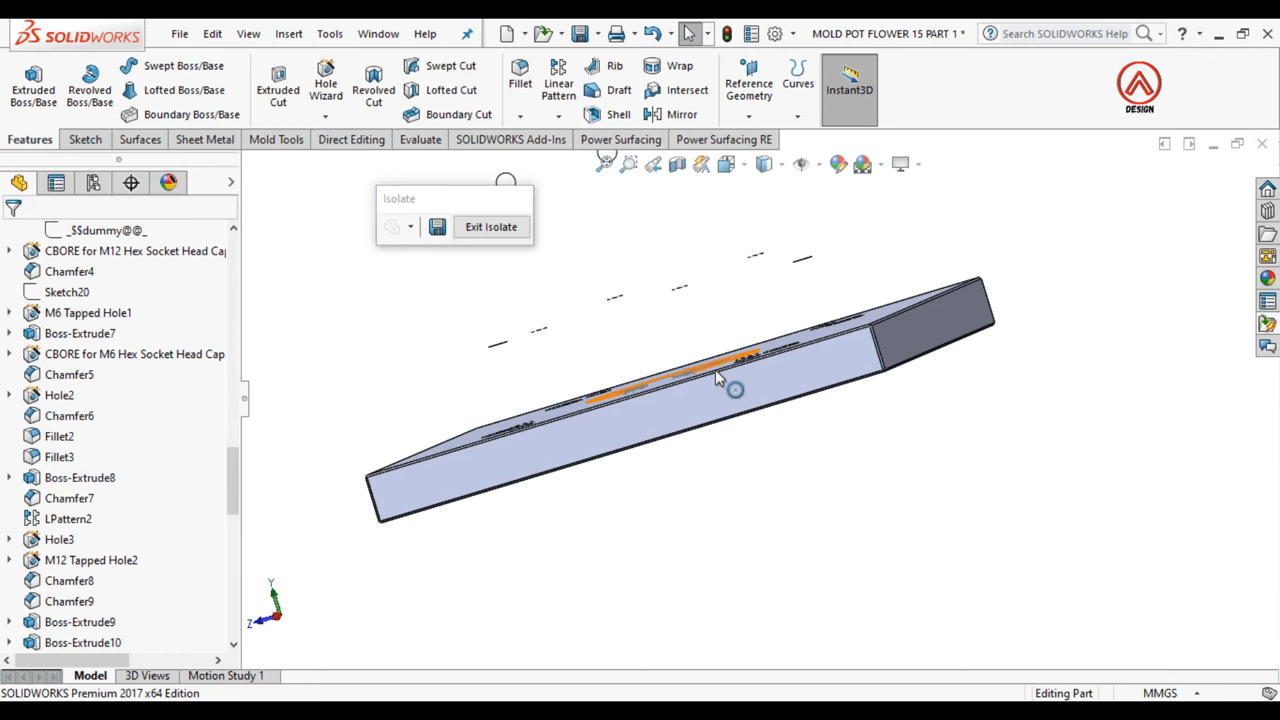 SOLIDWORKS
File Edit View Insert Tools Window Help
MOLD POT FLOWER 15 PART 1 *
Search SOLIDWORKS Help
Extruded Boss/Base
Revolved Boss/Base
Swept Boss/Base
Lofted Boss/Base
Boundary Boss/Base
Extruded Cut
Hole Wizard
Revolved Cut
Swept Cut
Lofted Cut
Boundary Cut
Fillet
Linear Pattern
Rib
Draft
Shell
Wrap
Intersect
Mirror
Reference Geometry
Curves
Instant3D
DESIGN
Features Sketch Surfaces Sheet Metal Mold Tools Direct Editing Evaluate SOLIDWORKS Add-Ins Power Surfacing Power Surfacing RE
Isolate
Exit Isolate
_$$dummy@@_
CBORE for M12 Hex Socket Head Ca
Chamfer4
Sketch20
M6 Tapped Hole1
Boss-Extrude7
CBORE for M6 Hex Socket Head Cap
Chamfer5
Hole2
Chamfer6
Fillet2
Fillet3
Boss-Extrude8
Chamfer7
LPattern2
Hole3
M12 Tapped Hole2
Chamfer8
Chamfer9
Boss-Extrude9
Boss-Extrude10
Y
Z
Model 3D Views Motion Study 1
SOLIDWORKS Premium 2017 x64 Edition
Editing Part
MMGS